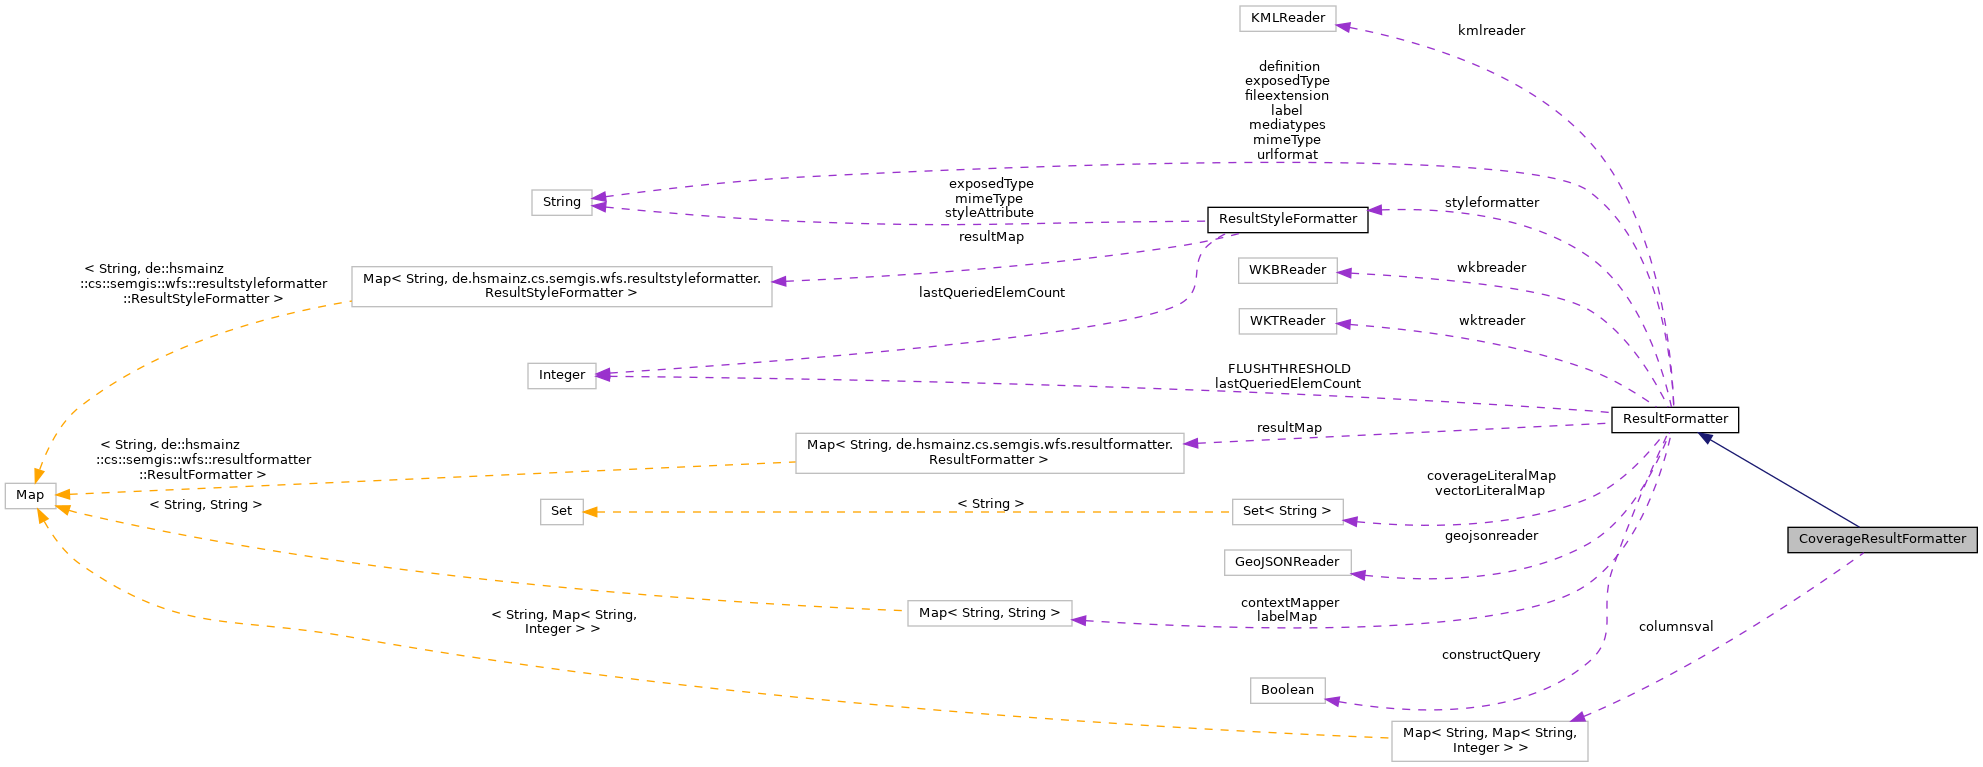 KMLReader
kmlreader
definition
exposedType
fileextension
label
mediatypes
mimeType
urlformat
String
exposedType
mimeType
styleAttribute
ResultStyleFormatter
styleformatter
resultMap
< String, de::hsmainz
::cs::semgis::wfs::resultstyleformatter
::ResultStyleFormatter >
Map< String, de.hsmainz.cs.semgis.wfs.resultstyleformatter.
ResultStyleFormatter >
lastQueriedElemCount
WKBReader
wkbreader
WKTReader
wktreader
Integer
FLUSHTHRESHOLD
lastQueriedElemCount
ResultFormatter
resultMap
< String, de::hsmainz
::cs::semgis::wfs::resultformatter
::ResultFormatter >
Map< String, de.hsmainz.cs.semgis.wfs.resultformatter.
ResultFormatter >
coverageLiteralMap
vectorLiteralMap
Map
< String, String >
Set
< String >
Set< String >
geojsonreader
CoverageResultFormatter
GeoJSONReader
< String, Map< String,
Integer > >
Map< String, String >
contextMapper
labelMap
columnsval
constructQuery
Boolean
Map< String, Map< String,
Integer > >